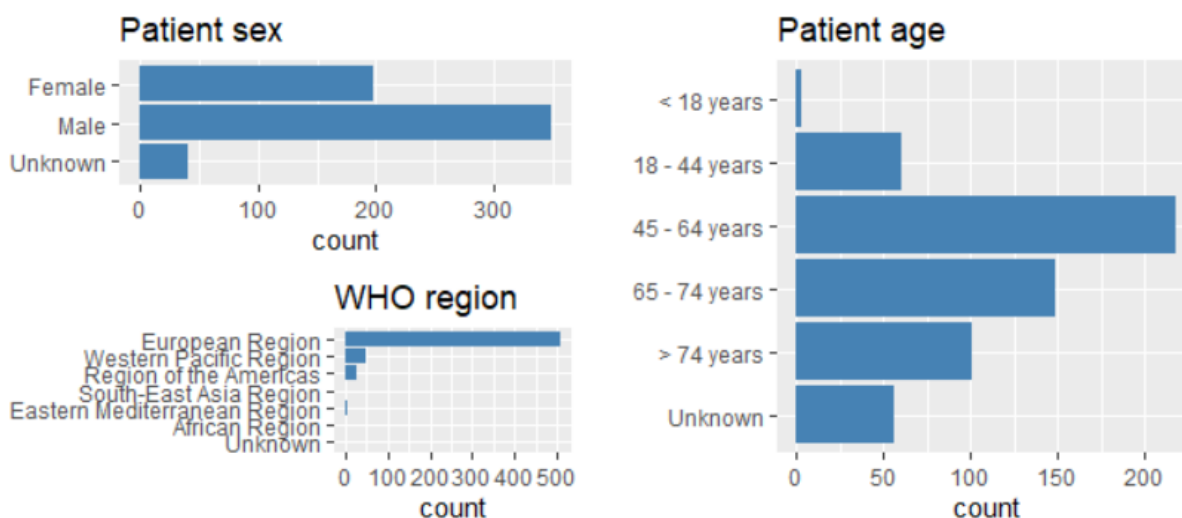 Patient sex
Female
Male
Unknown
0 100 200 300
count
WHO region
European Region
Western Pacific Region
Region of the Americas
South-East Asia Region
Eastern Mediterranean Region
African Region
Unknown
0 100 200 300 400 500
count
Patient age
< 18 years
18 - 44 years
45 - 64 years
65 - 74 years
> 74 years
Unknown
0 50 100 150 200
count